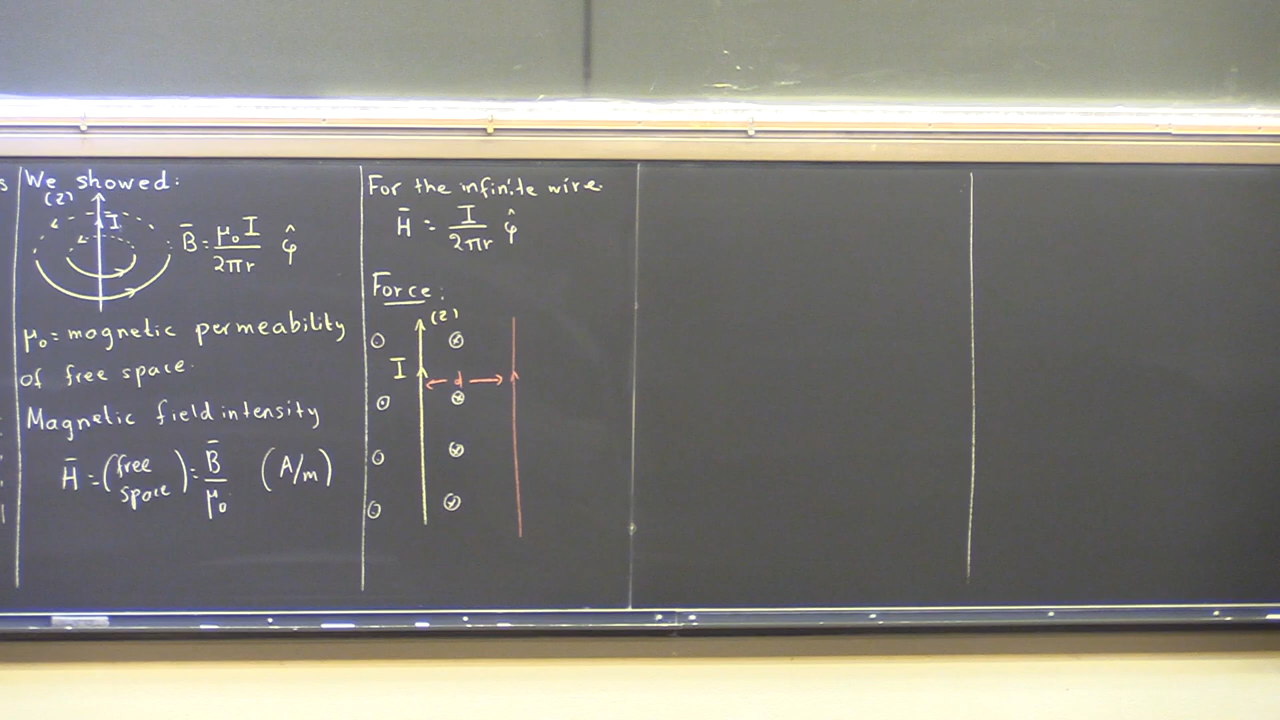 s
We showed:
(z)
I
B̄ = μ₀I / 2πr φ̂
μ₀ = magnetic permeability
of free space.
Magnetic field intensity
H̄ = (free space) = B̄ / μ₀ (A/m)
For the infinite wire.
H̄ = I / 2πr φ̂
Force:
(z)
I
d